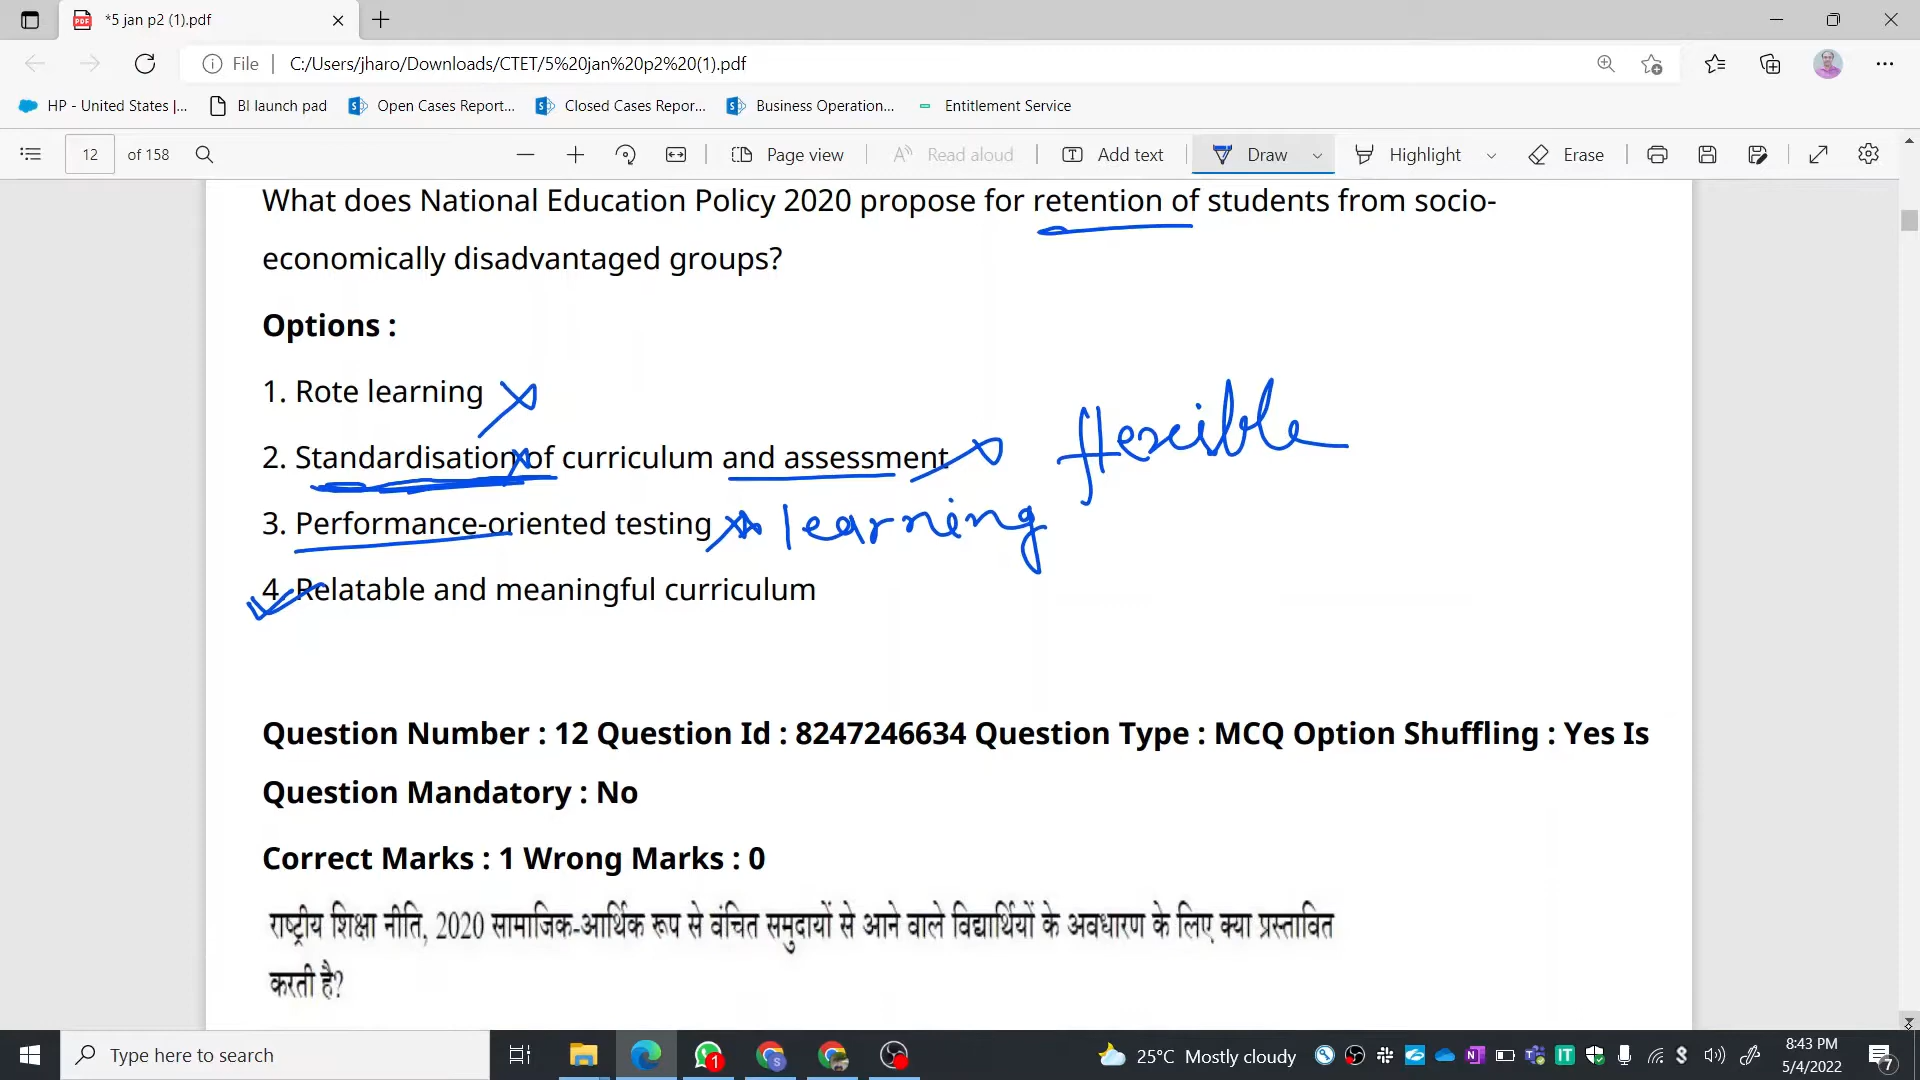 *5 jan p2 (1).pdf
File
C:/Users/jharo/Downloads/CTET/5%20jan%20p2%20(1).pdf
HP - United States |...
BI launch pad
Open Cases Report...
Closed Cases Repor...
Business Operation...
Entitlement Service
12 of 158
Page view
Read aloud
Add text
Draw
Highlight
Erase
What does National Education Policy 2020 propose for retention of students from socio-
economically disadvantaged groups?
Options :
1. Rote learning
2. Standardisation of curriculum and assessment
flexible
3. Performance-oriented testing
learning
4. Relatable and meaningful curriculum
Question Number : 12 Question Id : 8247246634 Question Type : MCQ Option Shuffling : Yes Is
Question Mandatory : No
Correct Marks : 1 Wrong Marks : 0
राष्ट्रीय शिक्षा नीति, 2020 सामाजिक-आर्थिक रूप से वंचित समुदायों से आने वाले विद्यार्थियों के अवधारण के लिए क्या प्रस्तावित
करती है?
Type here to search
1
25°C Mostly cloudy
8:43 PM
5/4/2022
7